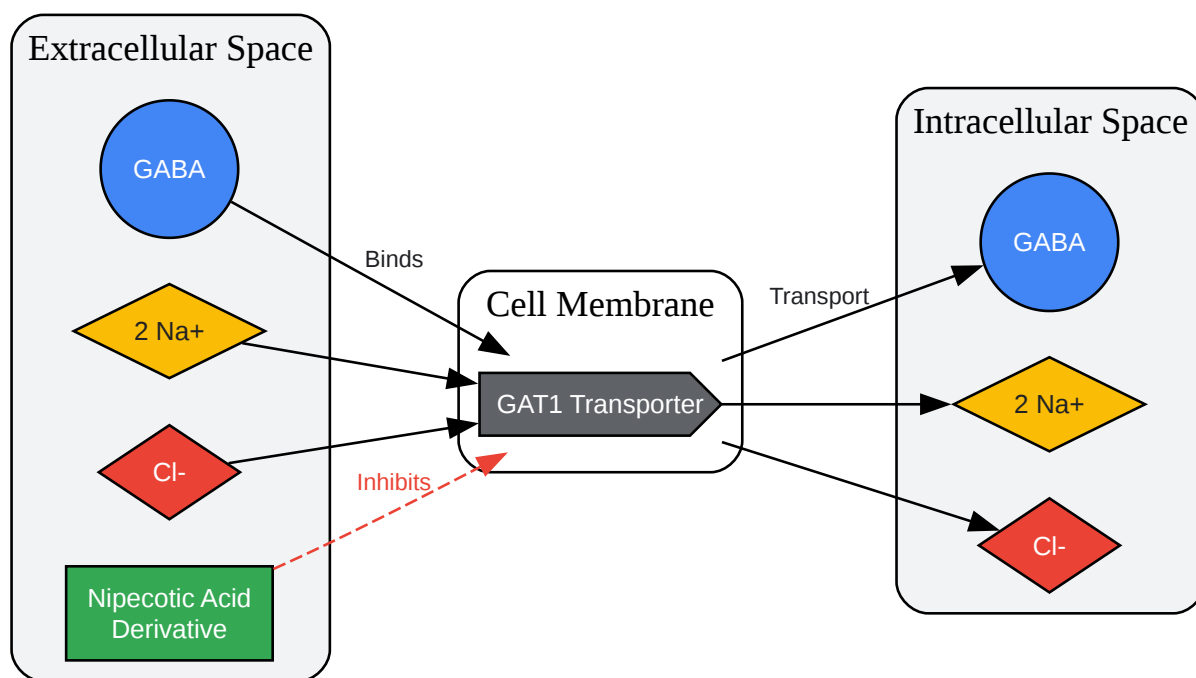 Extracellular Space
GABA
2 Na+
Cl-
Nipecotic Acid
Derivative
Binds
Inhibits
Cell Membrane
GAT1 Transporter
Transport
Intracellular Space
GABA
2 Na+
Cl-